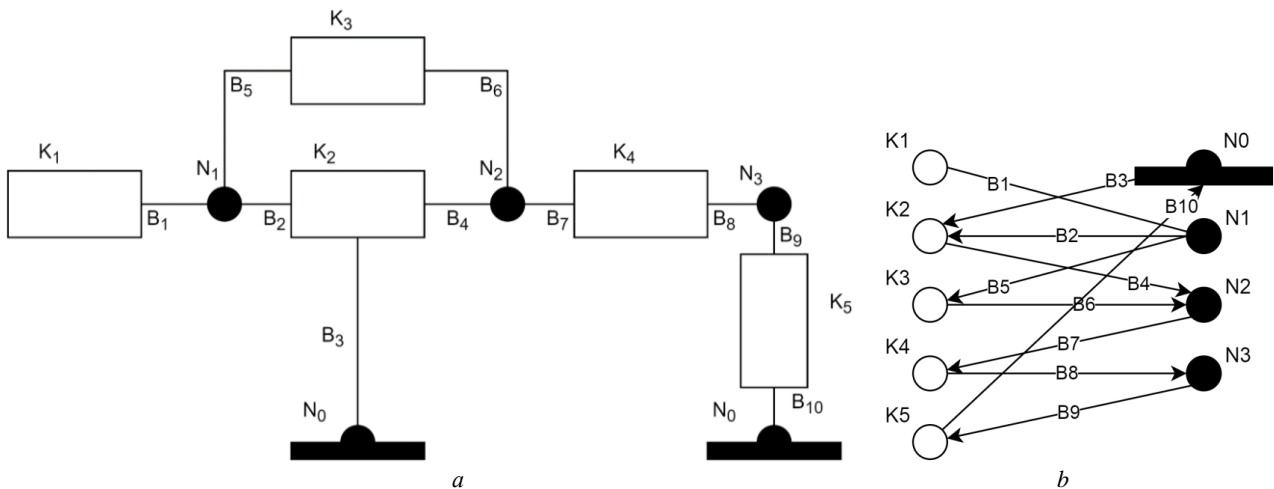 K₃
B₅
B₆
K₁
N₁
K₂
N₂
K₄
N₃
B₁
B₂
B₄
B₇
B₈
B₉
B₃
K₅
N₀
N₀
B₁₀
a
K1
N0
B1
B3
K2
B10
N1
B2
K3
B5
B4
N2
B6
K4
B7
N3
B8
K5
B9
b